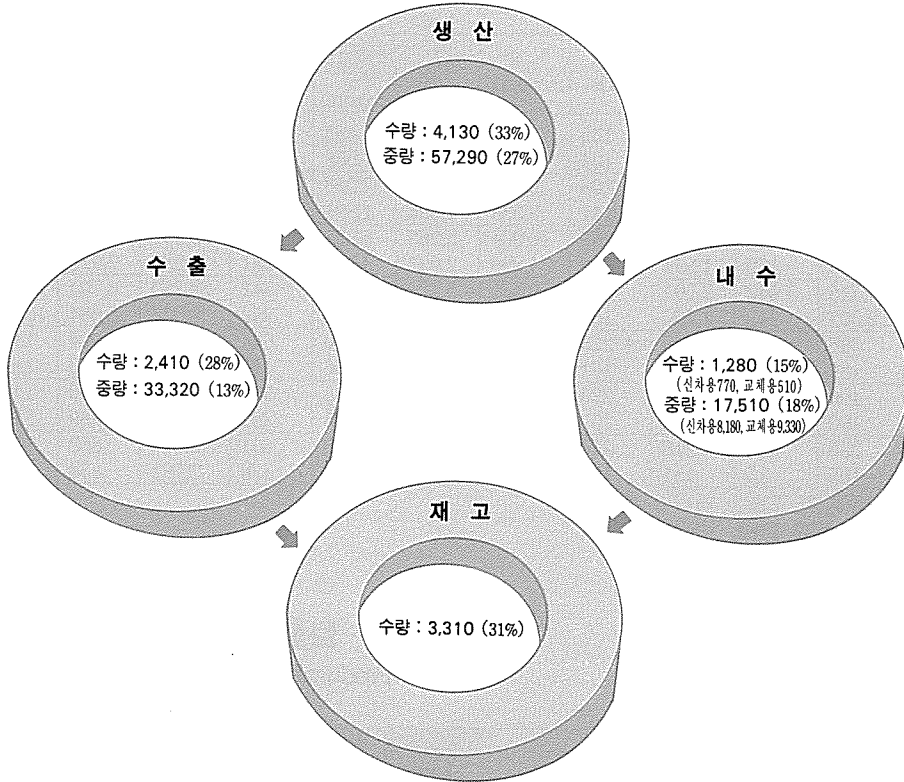 생 산
수량 : 4,130 (33%)
중량 : 57,290 (27%)
수 출
수량 : 2,410 (28%)
중량 : 33,320 (13%)
내 수
수량 : 1,280 (15%)
(신차용770, 교체용510)
중량 : 17,510 (18%)
(신차용8,180, 교체용9,330)
재 고
수량 : 3,310 (31%)